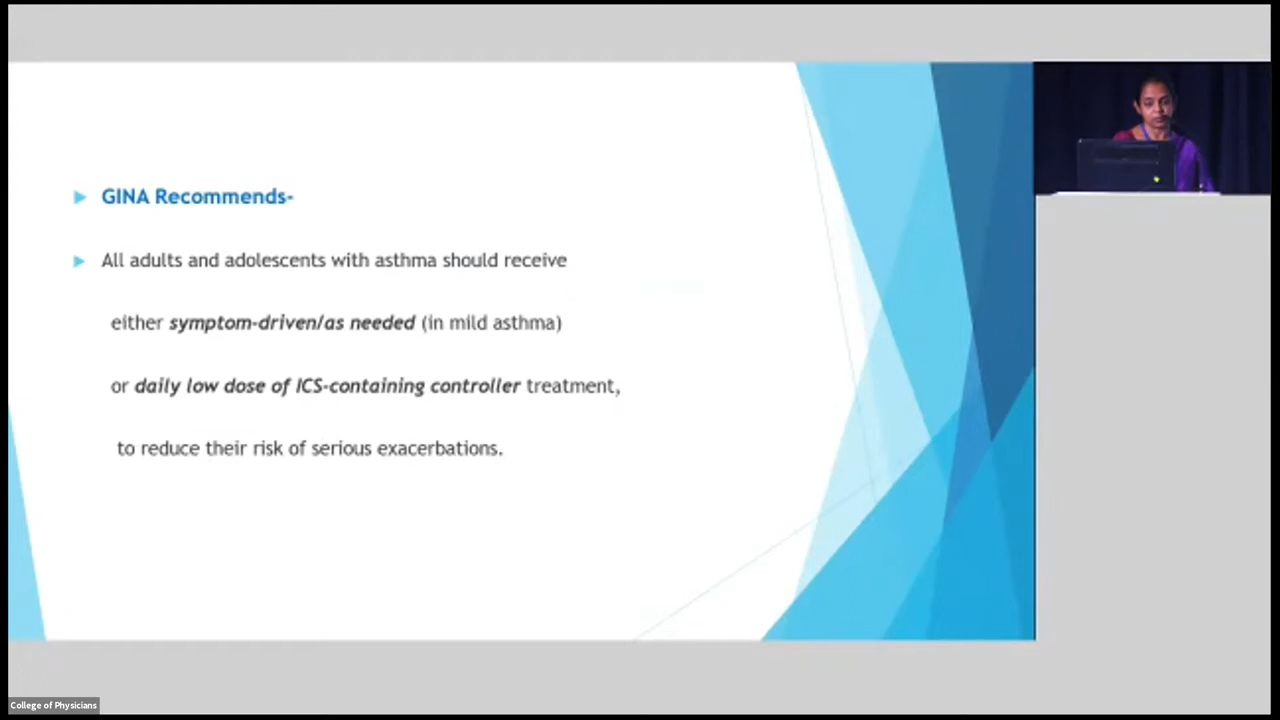 GINA Recommends-
All adults and adolescents with asthma should receive
either symptom-driven/as needed (in mild asthma)
or daily low dose of ICS-containing controller treatment,
to reduce their risk of serious exacerbations.
College of Physicians